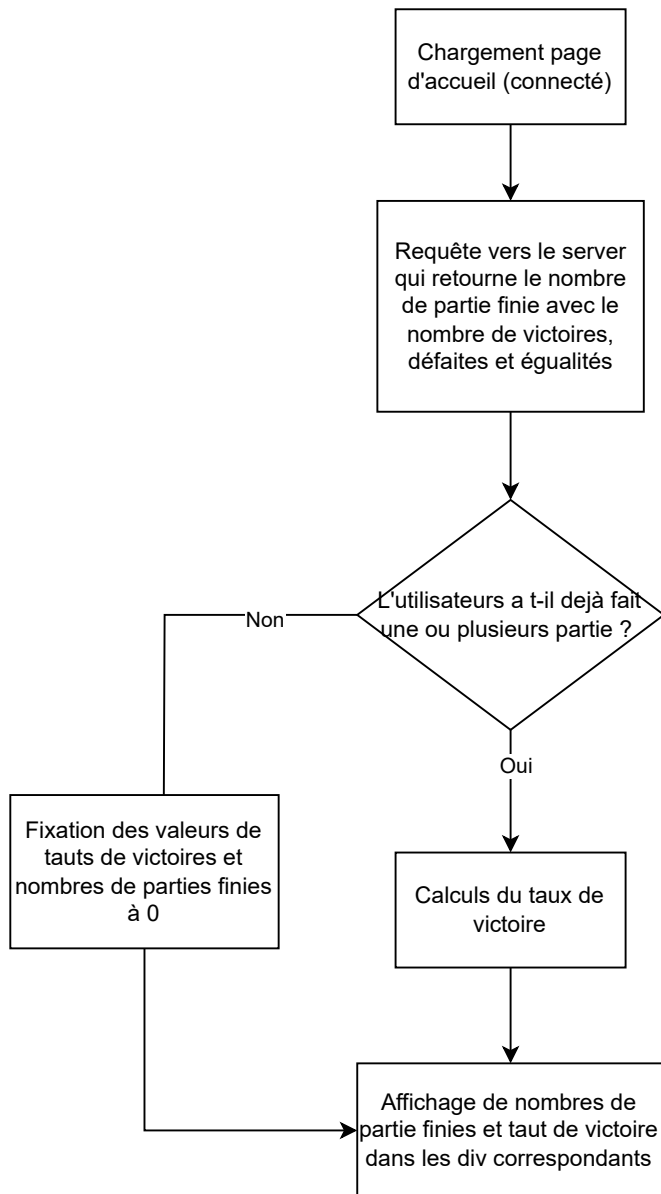 Chargement page
d'accueil (connecté)
Requête vers le server
qui retourne le nombre
de partie finie avec le
nombre de victoires,
défaites et égualités
L'utilisateurs a t-il dejà fait
une ou plusieurs partie ?
Non
Oui
Fixation des valeurs de
tauts de victoires et
nombres de parties finies
à 0
Calculs du taux de
victoire
Affichage de nombres de
partie finies et taut de victoire
dans les div correspondants